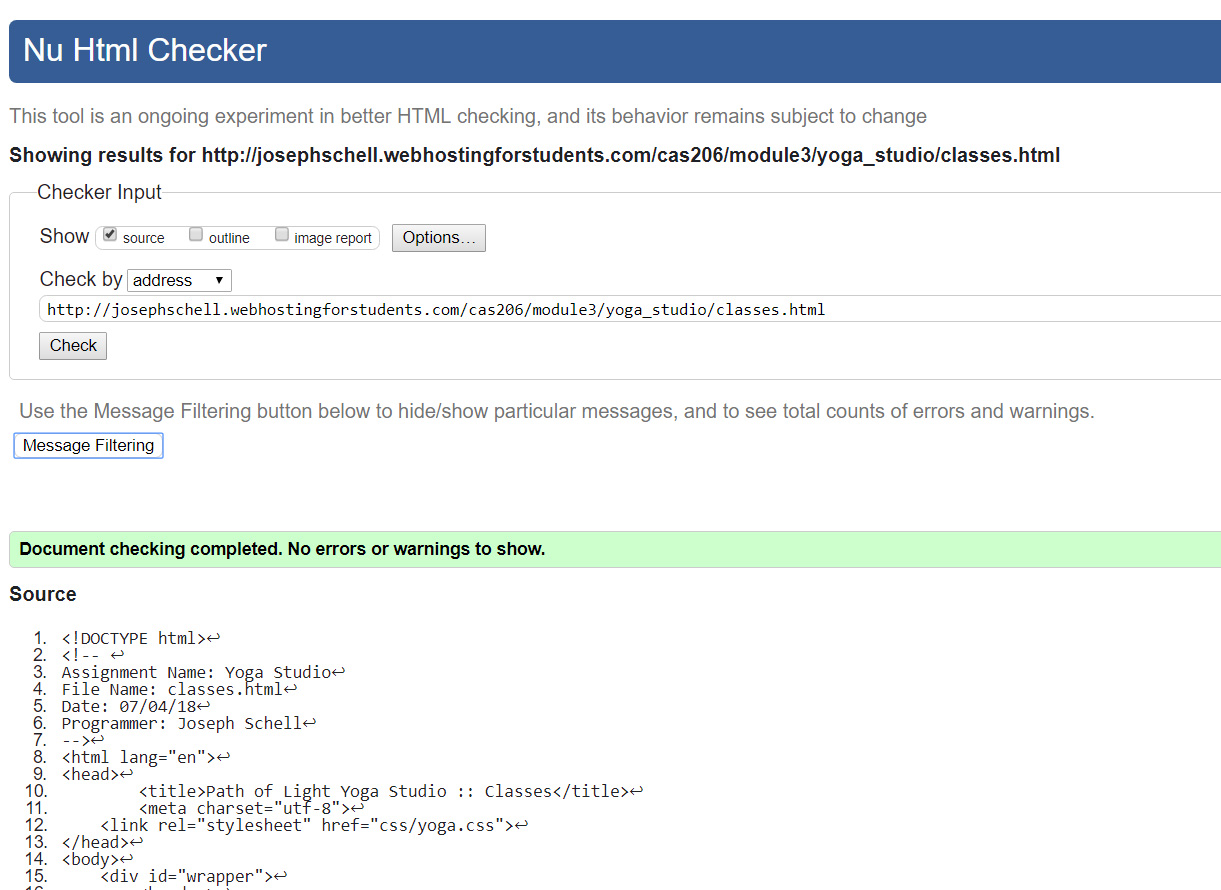 Nu Html Checker
This tool is an ongoing experiment in better HTML checking, and its behavior remains subject to change
Showing results for http://josephschell.webhostingforstudents.com/cas206/module3/yoga_studio/classes.html
Checker Input
Show source outline image report Options...
Check by address
http://josephschell.webhostingforstudents.com/cas206/module3/yoga_studio/classes.html
Check
Use the Message Filtering button below to hide/show particular messages, and to see total counts of errors and warnings.
Message Filtering
Document checking completed. No errors or warnings to show.
Source
1. <!DOCTYPE html>↩
2. <!-- ↩
3. Assignment Name: Yoga Studio↩
4. File Name: classes.html↩
5. Date: 07/04/18↩
6. Programmer: Joseph Schell↩
7. -->↩
8. <html lang="en">↩
9. <head>↩
10. <title>Path of Light Yoga Studio :: Classes</title>↩
11. <meta charset="utf-8">↩
12. <link rel="stylesheet" href="css/yoga.css">↩
13. </head>↩
14. <body>↩
15. <div id="wrapper">↩